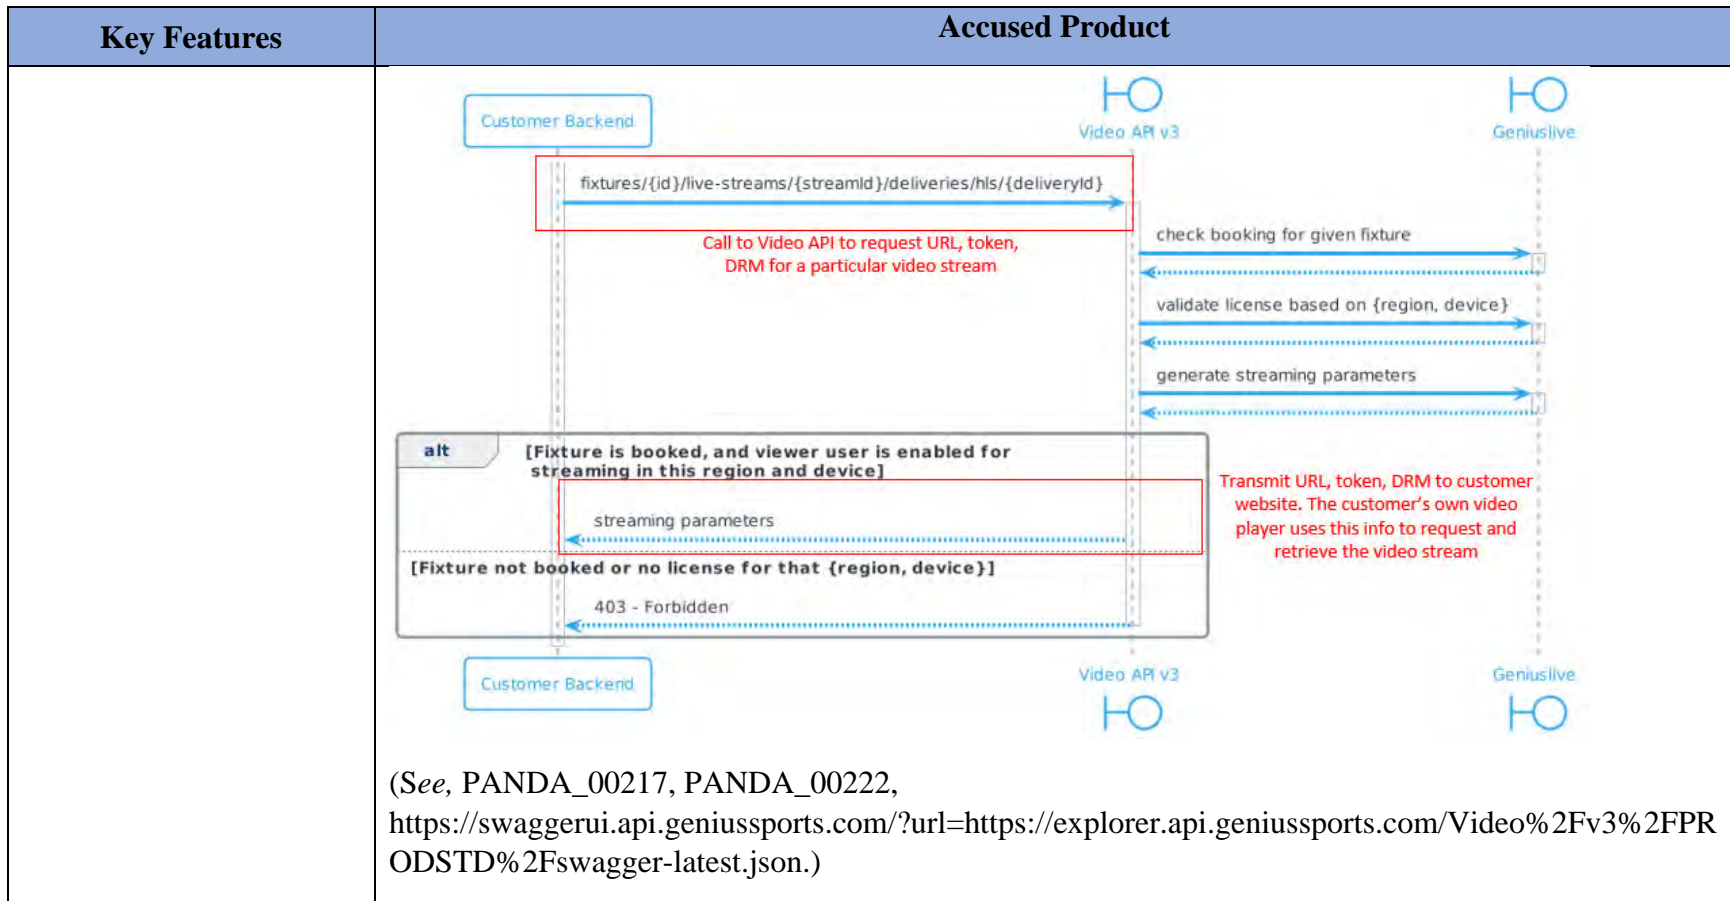 Key Features
Accused Product
Customer Backend
Video API v3
Geniuslive
fixtures/{id}/live-streams/{streamId}/deliveries/hls/{deliveryId}
Call to Video API to request URL, token,
DRM for a particular video stream
check booking for given fixture
validate license based on {region, device}
generate streaming parameters
alt
[Fixture is booked, and viewer user is enabled for
streaming in this region and device]
Transmit URL, token, DRM to customer
website. The customer's own video
player uses this info to request and
retrieve the video stream
streaming parameters
[Fixture not booked or no license for that {region, device}]
403 - Forbidden
Customer Backend
Video API v3
Geniuslive
(See, PANDA_00217, PANDA_00222,
https://swaggerui.api.geniussports.com/?url=https://explorer.api.geniussports.com/Video%2Fv3%2FPR
ODSTD%2Fswagger-latest.json.)